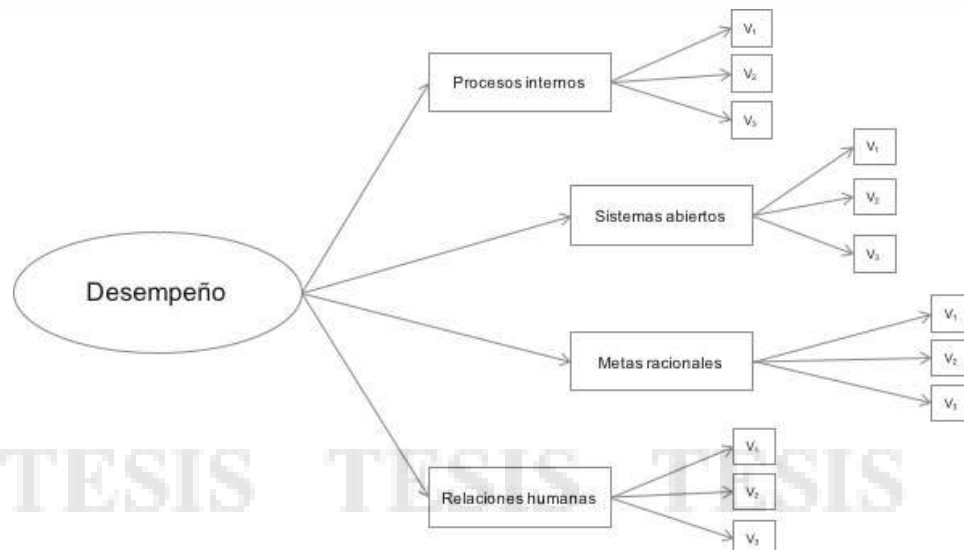 Desempeño
Procesos internos
V₁
V₂
V₃
Sistemas abiertos
V₁
V₂
V₃
Metas racionales
V₁
V₂
V₃
Relaciones humanas
V₁
V₂
V₃
TESIS TESIS TESIS